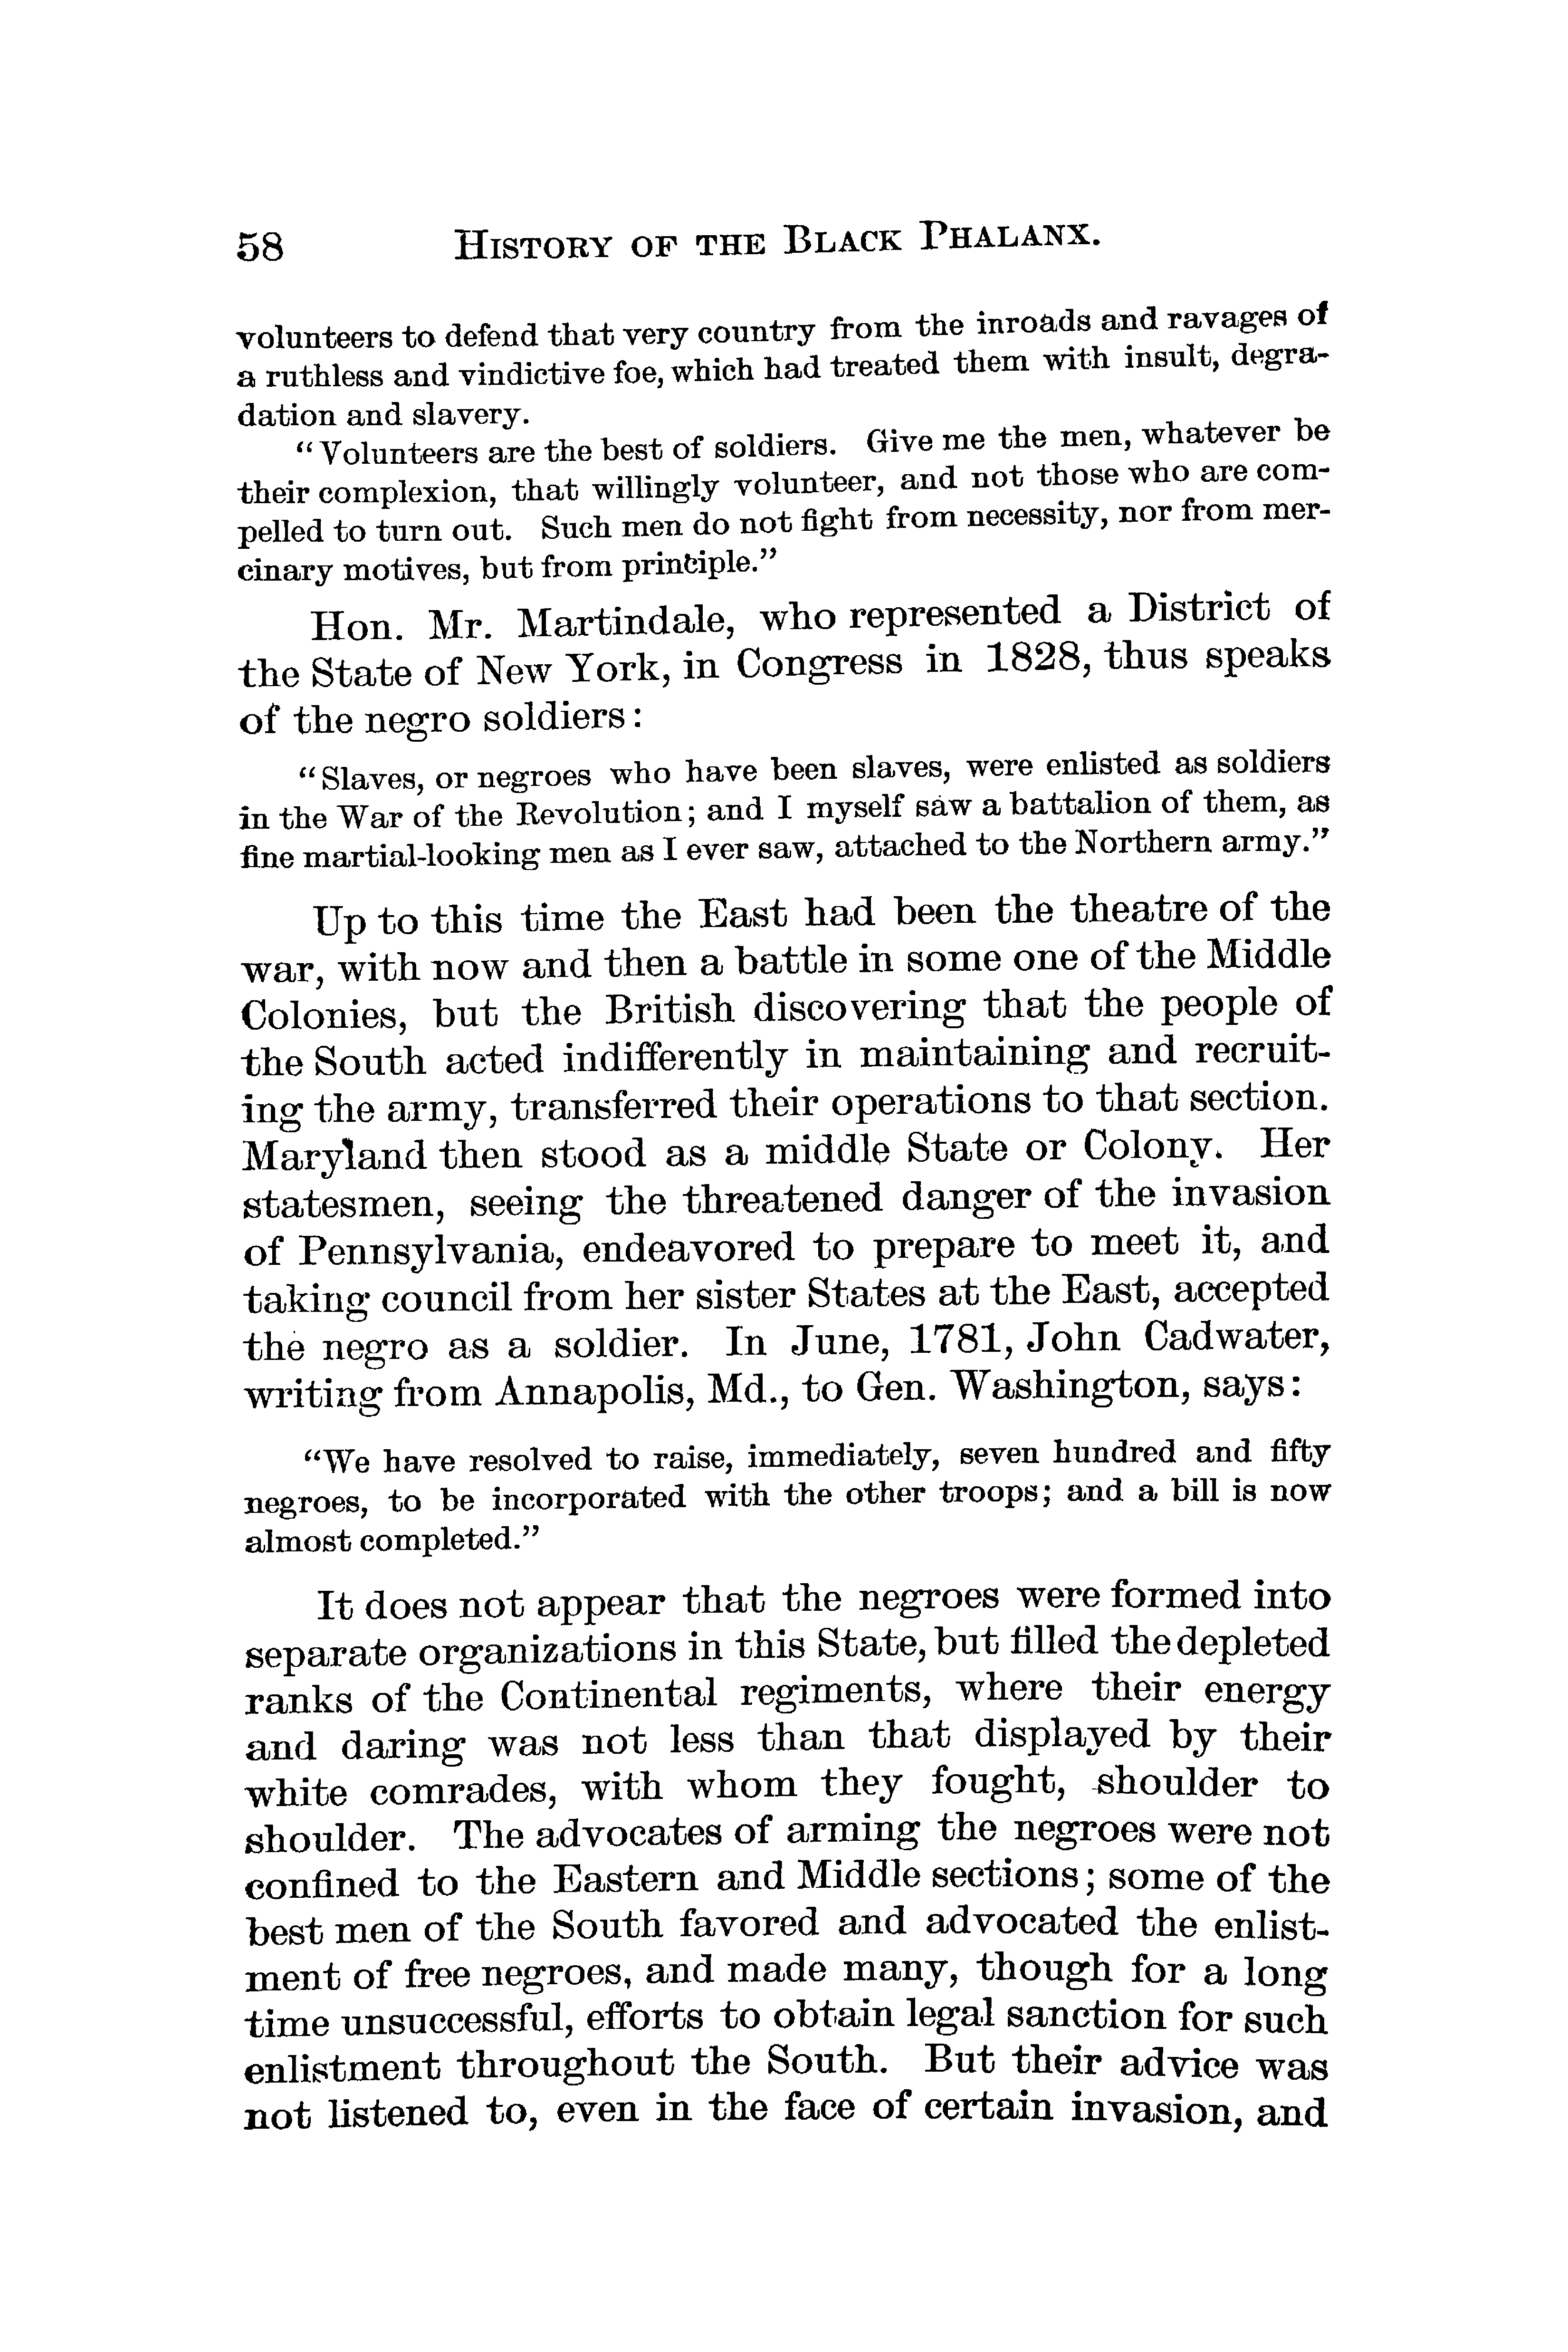 58 HISTORY OF THE BLACK PHALANX.
volunteers to defend that very country from the inroads and ravages of
a ruthless and vindictive foe, which had treated them with insult, degra-
dation and slavery.
“Volunteers are the best of soldiers. Give me the men, whatever be
their complexion, that willingly volunteer, and not those who are com-
pelled to turn out. Such men do not fight from necessity, nor from mer-
cinary motives, but from principle.”
Hon. Mr. Martindale, who represented a District of
the State of New York, in Congress in 1828, thus speaks
of the negro soldiers:
“Slaves, or negroes who have been slaves, were enlisted as soldiers
in the War of the Revolution; and I myself saw a battalion of them, as
fine martial-looking men as I ever saw, attached to the Northern army.”
Up to this time the East had been the theatre of the
war, with now and then a battle in some one of the Middle
Colonies, but the British discovering that the people of
the South acted indifferently in maintaining and recruit-
ing the army, transferred their operations to that section.
Maryland then stood as a middle State or Colony. Her
statesmen, seeing the threatened danger of the invasion
of Pennsylvania, endeavored to prepare to meet it, and
taking council from her sister States at the East, accepted
the negro as a soldier. In June, 1781, John Cadwater,
writing from Annapolis, Md., to Gen. Washington, says:
“We have resolved to raise, immediately, seven hundred and fifty
negroes, to be incorporated with the other troops; and a bill is now
almost completed.”
It does not appear that the negroes were formed into
separate organizations in this State, but filled the depleted
ranks of the Continental regiments, where their energy
and daring was not less than that displayed by their
white comrades, with whom they fought, shoulder to
shoulder. The advocates of arming the negroes were not
confined to the Eastern and Middle sections; some of the
best men of the South favored and advocated the enlist-
ment of free negroes, and made many, though for a long
time unsuccessful, efforts to obtain legal sanction for such
enlistment throughout the South. But their advice was
not listened to, even in the face of certain invasion, and